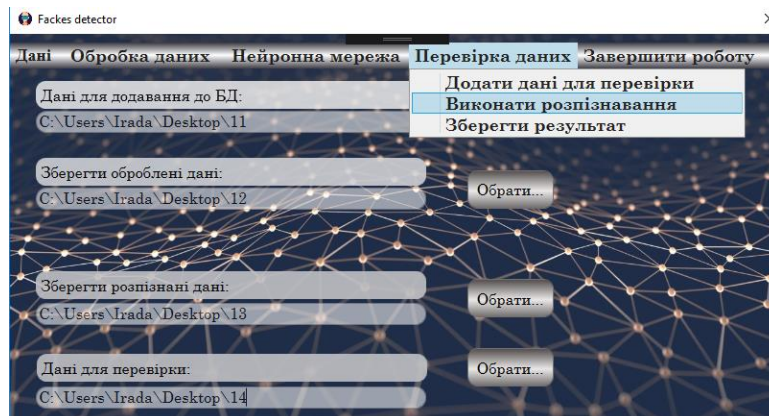 Fackes detector
Дані Обробка даних Нейронна мережа Перевірка даних Завершити роботу
Додати дані для перевірки
Виконати розпізнавання
Зберегти результат
Дані для додавання до БД:
C:\Users\Irada\Desktop\11
Зберегти оброблені дані:
C:\Users\Irada\Desktop\12
Обрати...
Зберегти розпізнані дані:
C:\Users\Irada\Desktop\13
Обрати...
Дані для перевірки:
C:\Users\Irada\Desktop\14
Обрати...